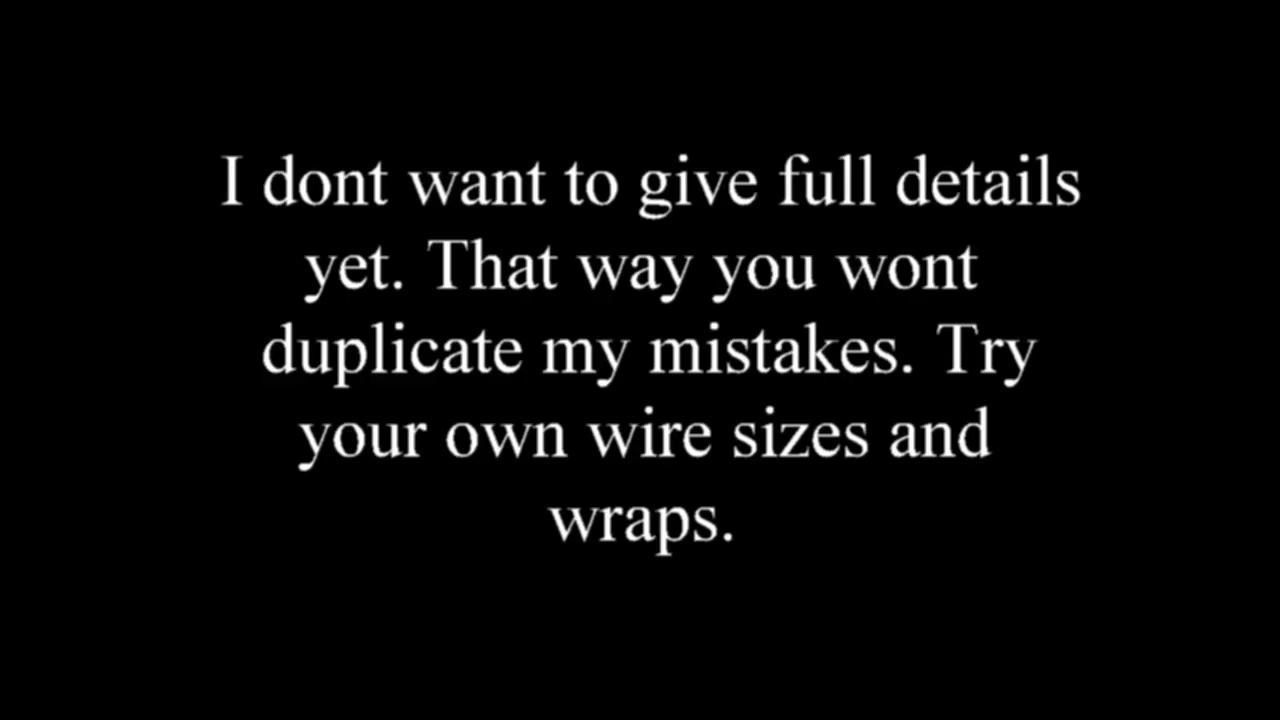 I dont want to give full details
yet. That way you wont
duplicate my mistakes. Try
your own wire sizes and
wraps.